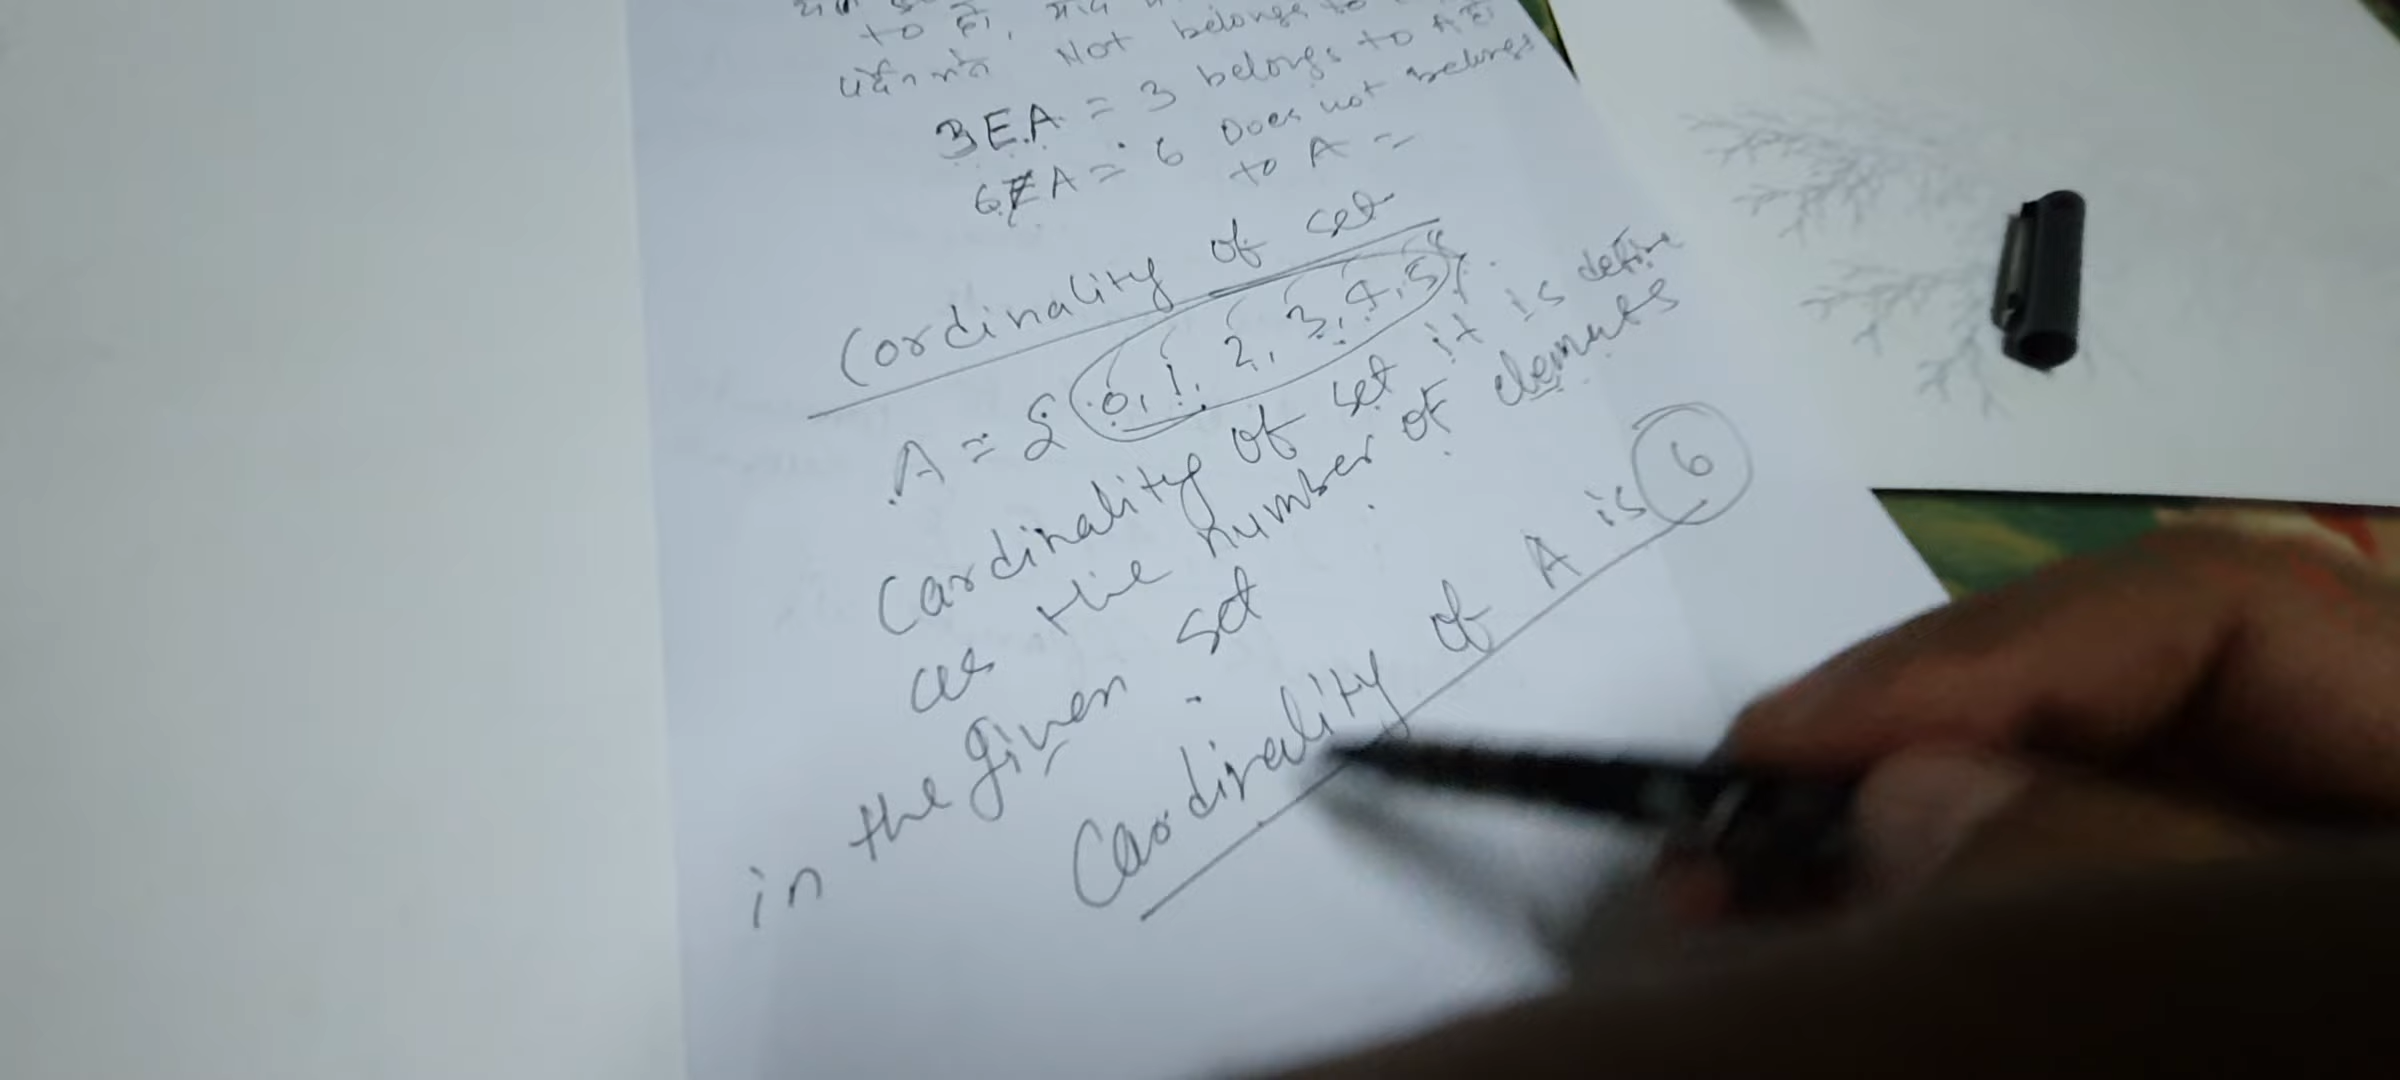 to हो,
Not belongs to
3 ∈ A = 3 belongs to A
6 ∉ A = 6 Does not belongs
to A =
Cordinality of set
A = { 0, 1, 2, 3, 4, 5 }
Cardinality of set it is define
as the number of elements
in the given set
Cardinality of A is 6